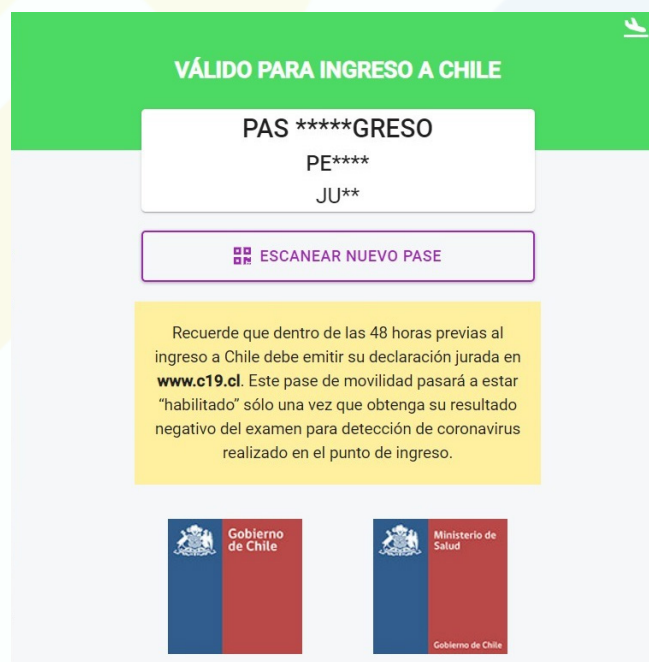 VÁLIDO PARA INGRESO A CHILE
PAS *****GRESO
PE****
JU**
ESCANEAR NUEVO PASE
Recuerde que dentro de las 48 horas previas al
ingreso a Chile debe emitir su declaración jurada en
www.c19.cl. Este pase de movilidad pasará a estar
“habilitado” sólo una vez que obtenga su resultado
negativo del examen para detección de coronavirus
realizado en el punto de ingreso.
Gobierno
de Chile
Ministerio de
Salud
Gobierno de Chile